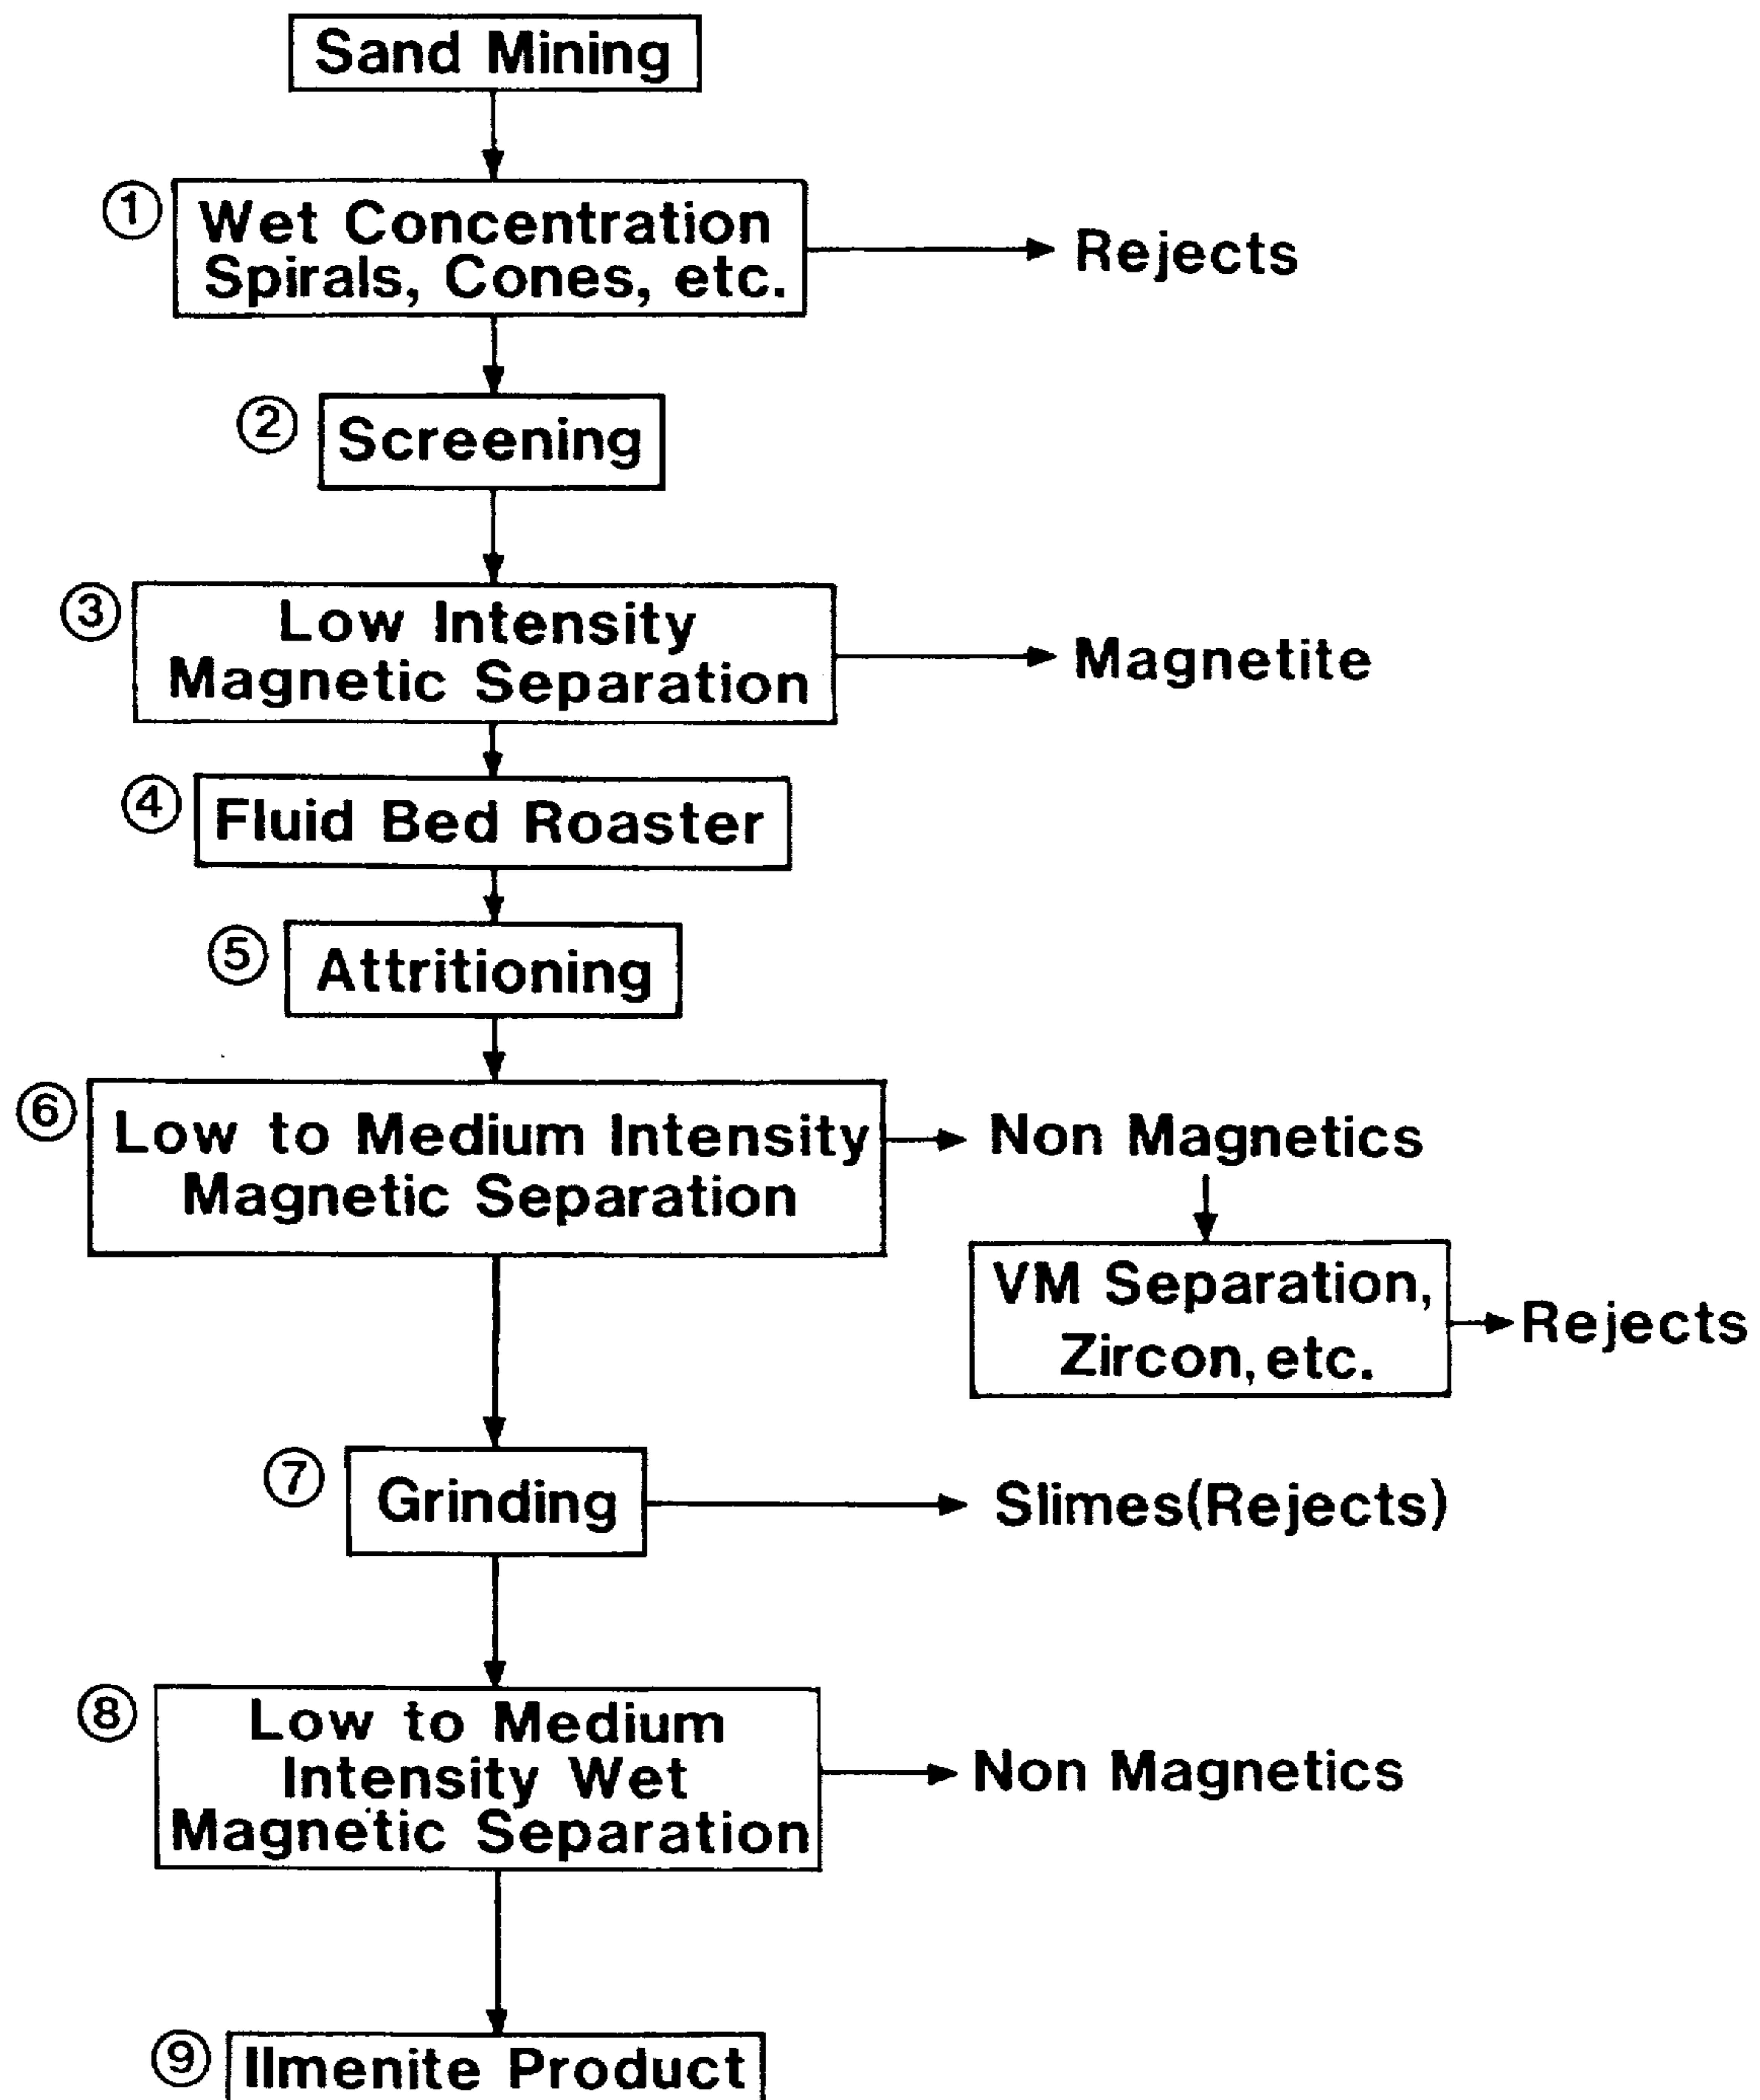 Sand Mining
①
Wet Concentration
Spirals, Cones, etc.
Rejects
②
Screening
③
Low Intensity
Magnetic Separation
Magnetite
④
Fluid Bed Roaster
⑤
Attritioning
⑥
Low to Medium Intensity
Magnetic Separation
Non Magnetics
VM Separation,
Zircon, etc.
Rejects
⑦
Grinding
Slimes(Rejects)
⑧
Low to Medium
Intensity Wet
Magnetic Separation
Non Magnetics
⑨
Ilmenite Product